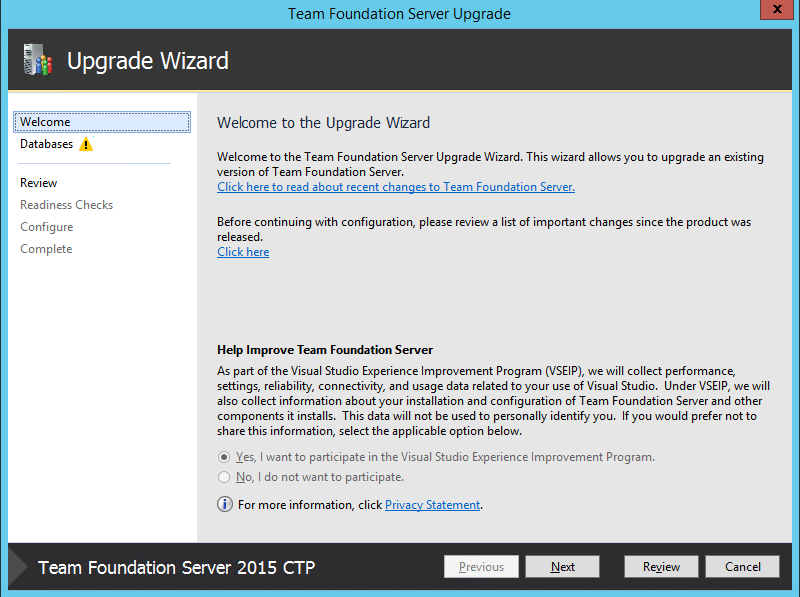 Team Foundation Server Upgrade
x
Upgrade Wizard
Welcome
Databases
Review
Readiness Checks
Configure
Complete
Welcome to the Upgrade Wizard
Welcome to the Team Foundation Server Upgrade Wizard. This wizard allows you to upgrade an existing
version of Team Foundation Server.
Click here to read about recent changes to Team Foundation Server.
Before continuing with configuration, please review a list of important changes since the product was
released.
Click here
Help Improve Team Foundation Server
As part of the Visual Studio Experience Improvement Program (VSEIP), we will collect performance,
settings, reliability, connectivity, and usage data related to your use of Visual Studio. Under VSEIP, we will
also collect information about your installation and configuration of Team Foundation Server and other
components it installs. This data will not be used to personally identify you. If you would prefer not to
share this information, select the applicable option below.
Yes, I want to participate in the Visual Studio Experience Improvement Program.
No, I do not want to participate.
For more information, click Privacy Statement.
Team Foundation Server 2015 CTP
Previous
Next
Review
Cancel